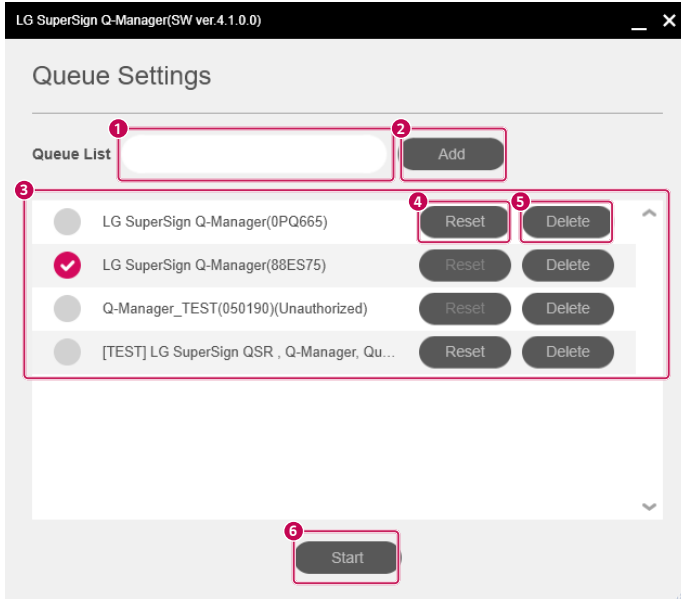 LG SuperSign Q-Manager(SW ver.4.1.0.0)
Queue Settings
1 2
Queue List Add
3
4 5
LG SuperSign Q-Manager(0PQ665) Reset Delete
LG SuperSign Q-Manager(88ES75) Reset Delete
Q-Manager_TEST(050190)(Unauthorized) Reset Delete
[TEST] LG SuperSign QSR , Q-Manager, Qu... Reset Delete
6
Start